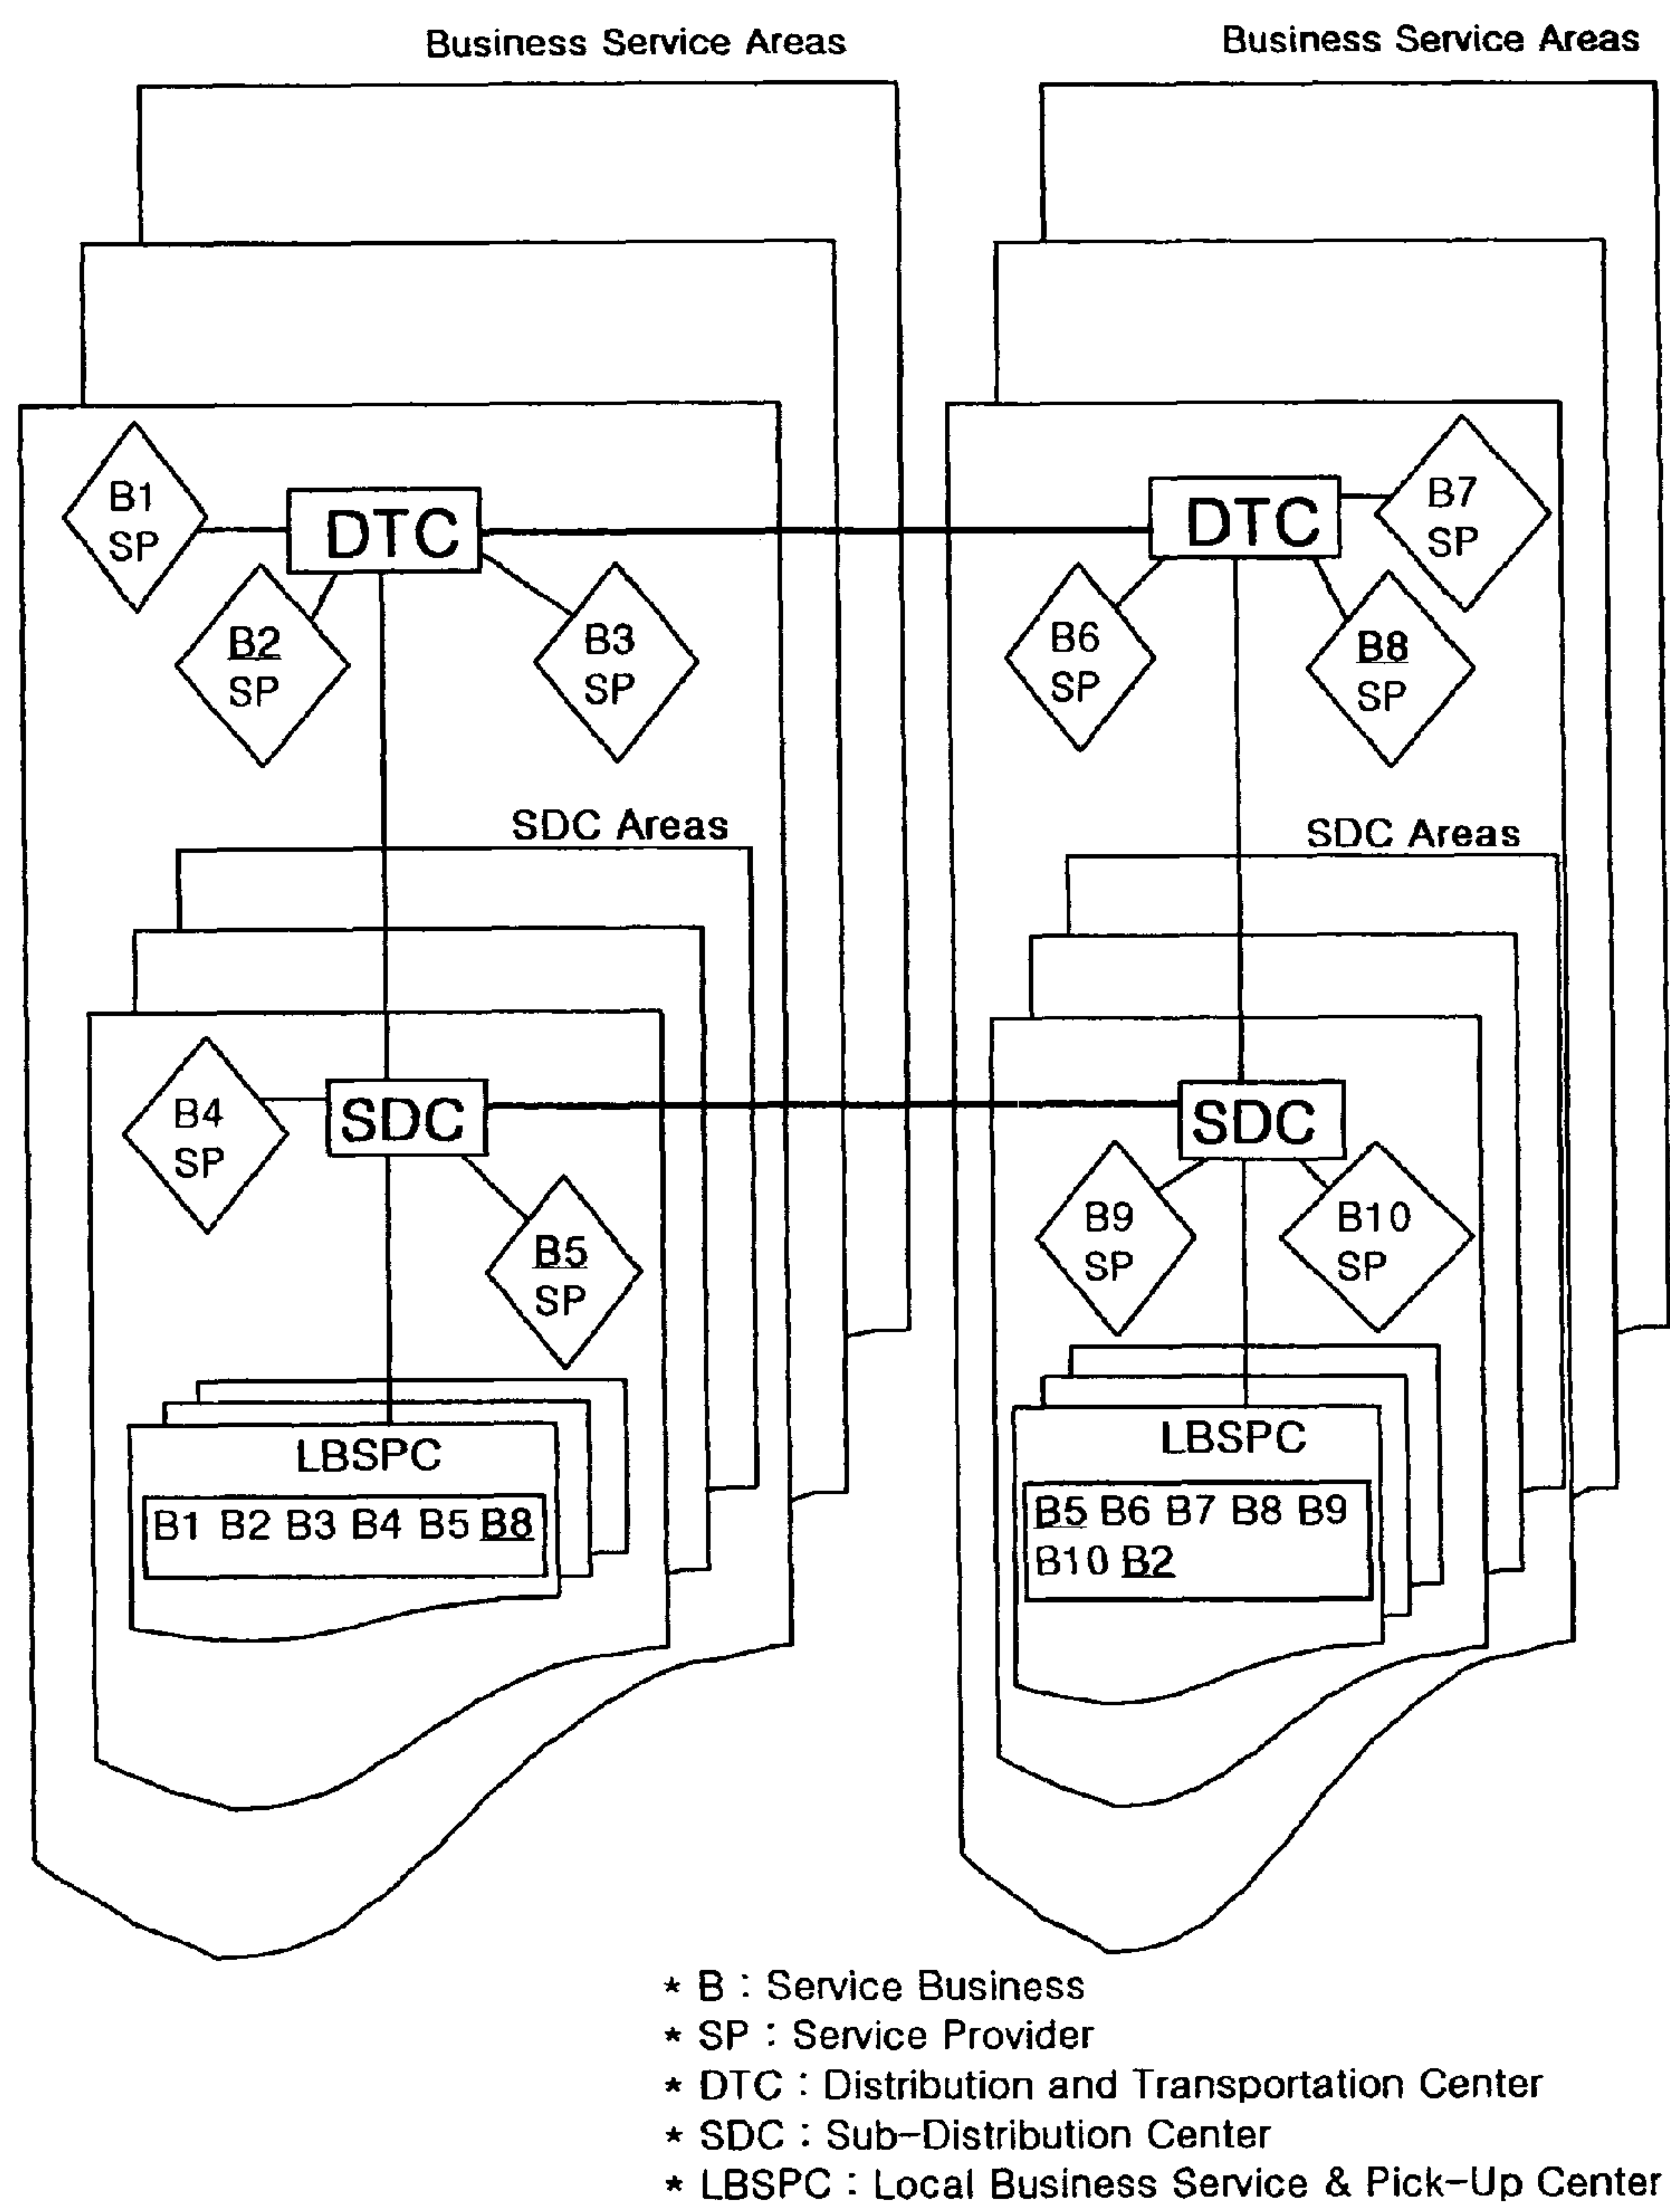 Business Service Areas
Business Service Areas
B1
SP
DTC
B2
SP
B3
SP
DTC
B7
SP
B6
SP
B8
SP
SDC Areas
SDC Areas
B4
SP
SDC
B5
SP
SDC
B9
SP
B10
SP
LBSPC
B1 B2 B3 B4 B5 B8
LBSPC
B5 B6 B7 B8 B9
B10 B2
* B : Service Business
* SP : Service Provider
* DTC : Distribution and Transportation Center
* SDC : Sub-Distribution Center
* LBSPC : Local Business Service & Pick-Up Center